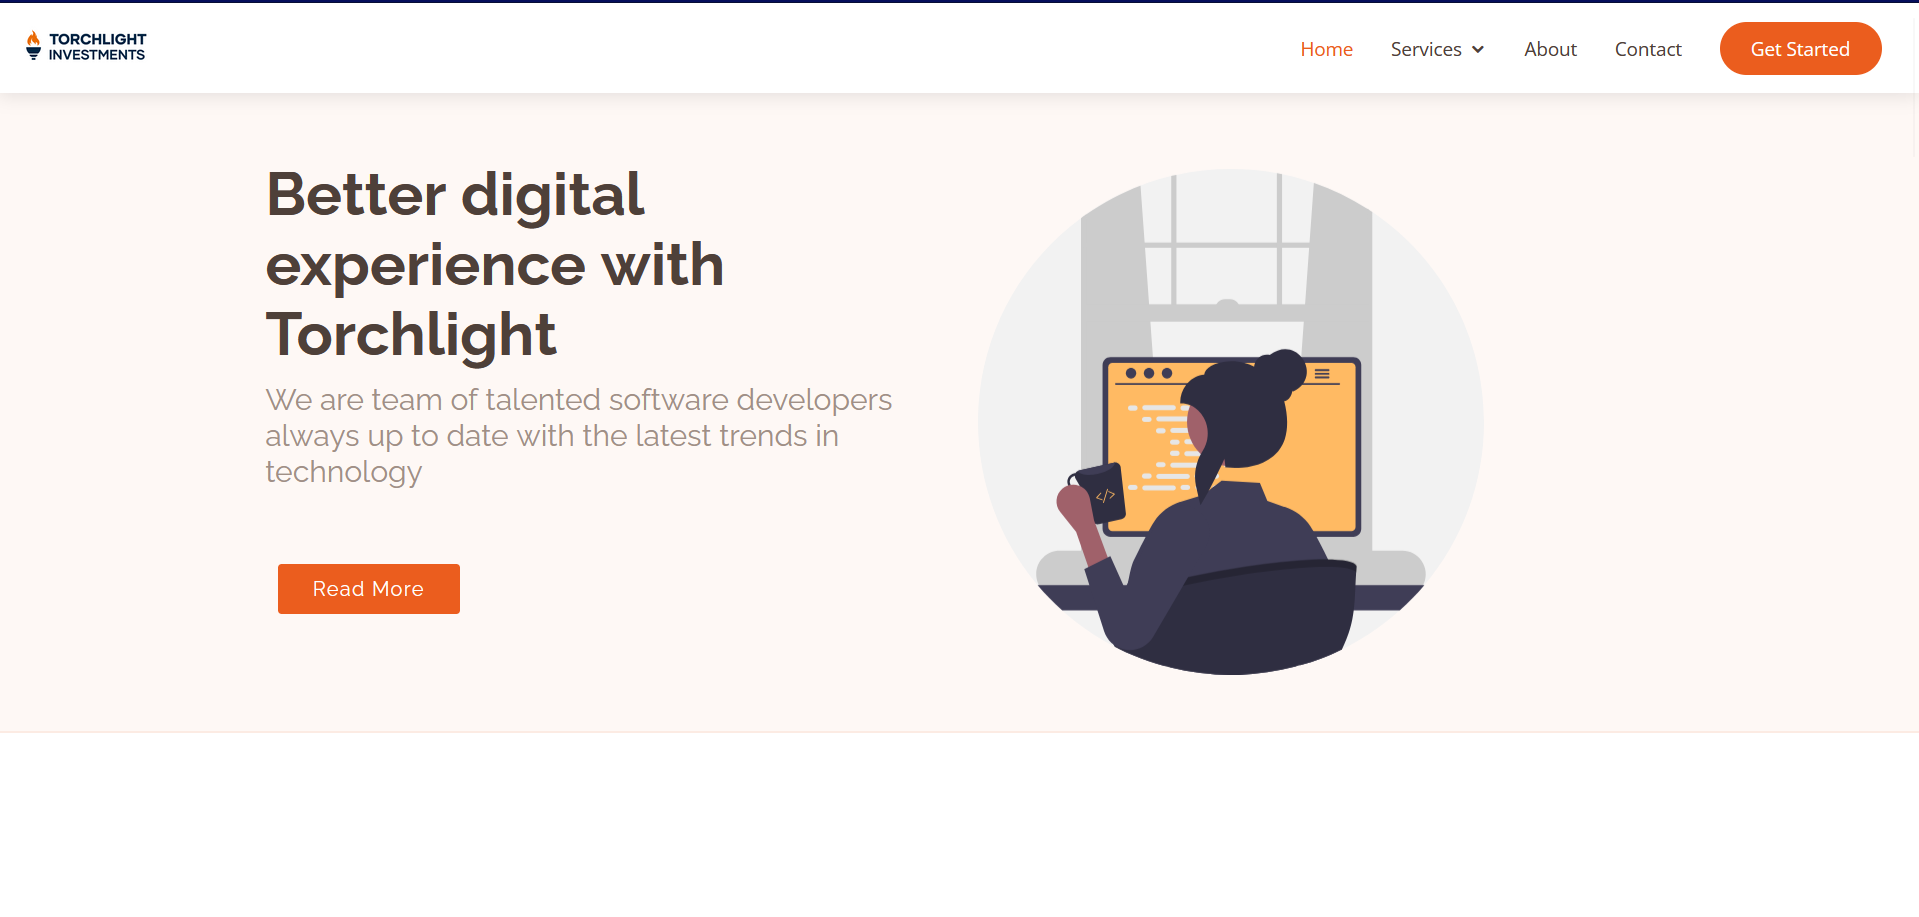 TORCHLIGHT
INVESTMENTS
Home
Services
About
Contact
Get Started
Better digital
experience with
Torchlight
We are team of talented software developers
always up to date with the latest trends in
technology
</>
Read More